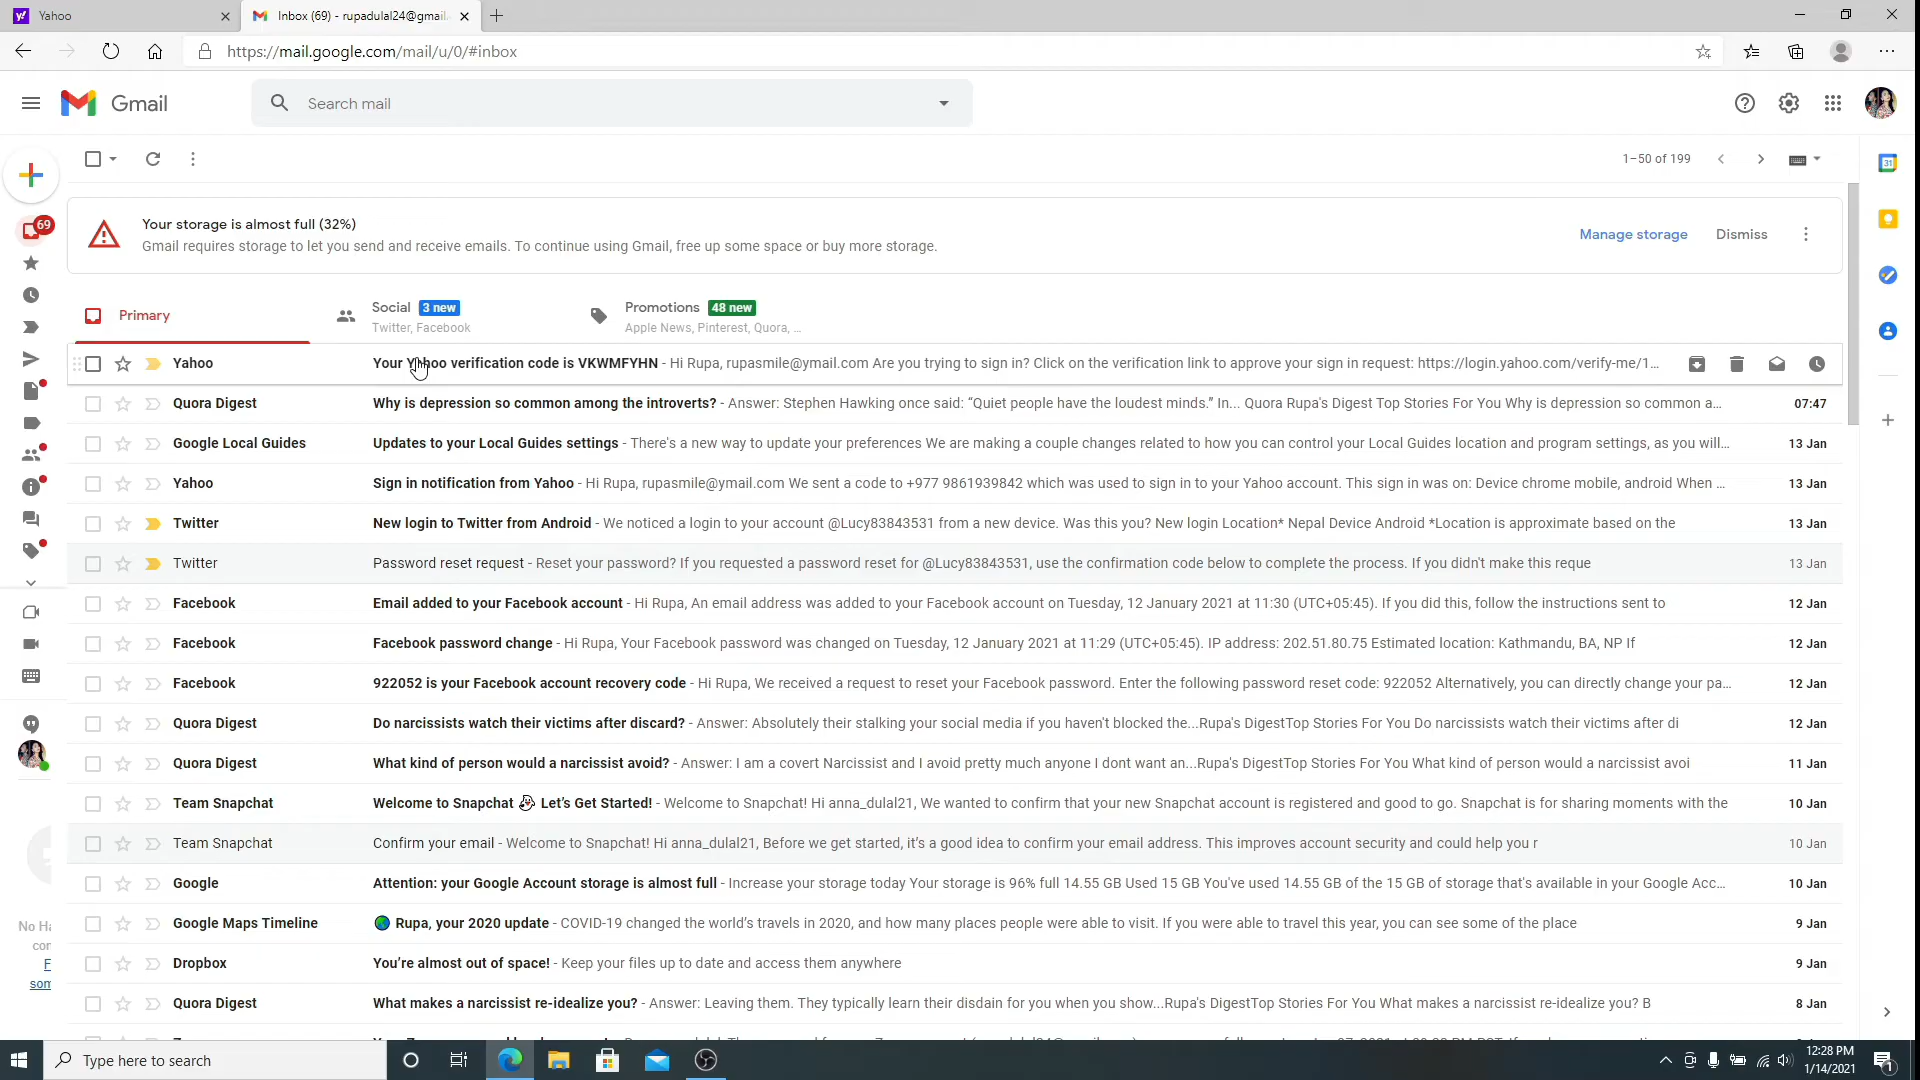 Yahoo
Inbox (69) - rupadulal24@gmail.
https://mail.google.com/mail/u/0/#inbox
Gmail
Search mail
1–50 of 199
69
Your storage is almost full (32%)
Gmail requires storage to let you send and receive emails. To continue using Gmail, free up some space or buy more storage.
Manage storage
Dismiss
Primary
Social 3 new
Twitter, Facebook
Promotions 48 new
Apple News, Pinterest, Quora, ...
Yahoo Your Yahoo verification code is VKWMFYHN - Hi Rupa, rupasmile@ymail.com Are you trying to sign in? Click on the verification link to approve your sign in request: https://login.yahoo.com/verify-me/1...
Quora Digest Why is depression so common among the introverts? - Answer: Stephen Hawking once said: “Quiet people have the loudest minds.” In... Quora Rupa's Digest Top Stories For You Why is depression so common a... 07:47
Google Local Guides Updates to your Local Guides settings - There's a new way to update your preferences We are making a couple changes related to how you can control your Local Guides location and program settings, as you will... 13 Jan
Yahoo Sign in notification from Yahoo - Hi Rupa, rupasmile@ymail.com We sent a code to +977 9861939842 which was used to sign in to your Yahoo account. This sign in was on: Device chrome mobile, android When ... 13 Jan
Twitter New login to Twitter from Android - We noticed a login to your account @Lucy83843531 from a new device. Was this you? New login Location* Nepal Device Android *Location is approximate based on the 13 Jan
Twitter Password reset request - Reset your password? If you requested a password reset for @Lucy83843531, use the confirmation code below to complete the process. If you didn't make this reque 13 Jan
Facebook Email added to your Facebook account - Hi Rupa, An email address was added to your Facebook account on Tuesday, 12 January 2021 at 11:30 (UTC+05:45). If you did this, follow the instructions sent to 12 Jan
Facebook Facebook password change - Hi Rupa, Your Facebook password was changed on Tuesday, 12 January 2021 at 11:29 (UTC+05:45). IP address: 202.51.80.75 Estimated location: Kathmandu, BA, NP If 12 Jan
Facebook 922052 is your Facebook account recovery code - Hi Rupa, We received a request to reset your Facebook password. Enter the following password reset code: 922052 Alternatively, you can directly change your pa... 12 Jan
Quora Digest Do narcissists watch their victims after discard? - Answer: Absolutely their stalking your social media if you haven't blocked the...Rupa's DigestTop Stories For You Do narcissists watch their victims after di 12 Jan
Quora Digest What kind of person would a narcissist avoid? - Answer: I am a covert Narcissist and I avoid pretty much anyone I dont want an...Rupa's DigestTop Stories For You What kind of person would a narcissist avoi 11 Jan
Team Snapchat Welcome to Snapchat 👻 Let’s Get Started! - Welcome to Snapchat! Hi anna_dulal21, We wanted to confirm that your new Snapchat account is registered and good to go. Snapchat is for sharing moments with the 10 Jan
Team Snapchat Confirm your email - Welcome to Snapchat! Hi anna_dulal21, Before we get started, it’s a good idea to confirm your email address. This improves account security and could help you r 10 Jan
Google Attention: your Google Account storage is almost full - Increase your storage today Your storage is 96% full 14.55 GB Used 15 GB You've used 14.55 GB of the 15 GB of storage that's available in your Google Acc... 10 Jan
Google Maps Timeline 🌍 Rupa, your 2020 update - COVID-19 changed the world’s travels in 2020, and how many places people were able to visit. If you were able to travel this year, you can see some of the place 9 Jan
Dropbox You’re almost out of space! - Keep your files up to date and access them anywhere 9 Jan
Quora Digest What makes a narcissist re-idealize you? - Answer: Leaving them. They typically learn their disdain for you when you show...Rupa's DigestTop Stories For You What makes a narcissist re-idealize you? B 8 Jan
No Ha
con
F
som
Type here to search
12:28 PM
1/14/2021
1